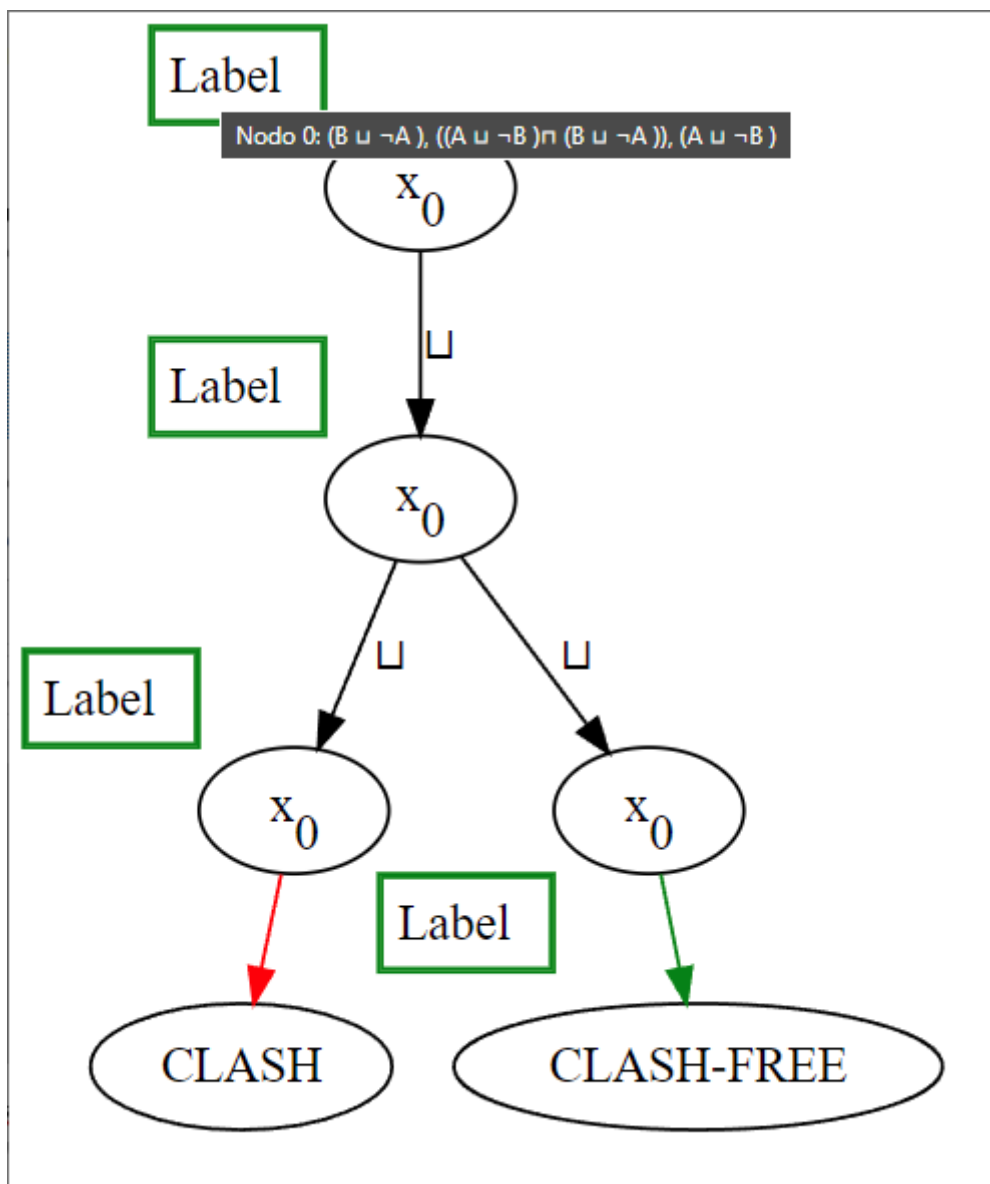 Label
Nodo 0: (B ⊔ ¬A ), ((A ⊔ ¬B )⊓ (B ⊔ ¬A )), (A ⊔ ¬B )
x0
⊔
Label
x0
⊔ ⊔
Label
x0 x0
Label
CLASH CLASH-FREE